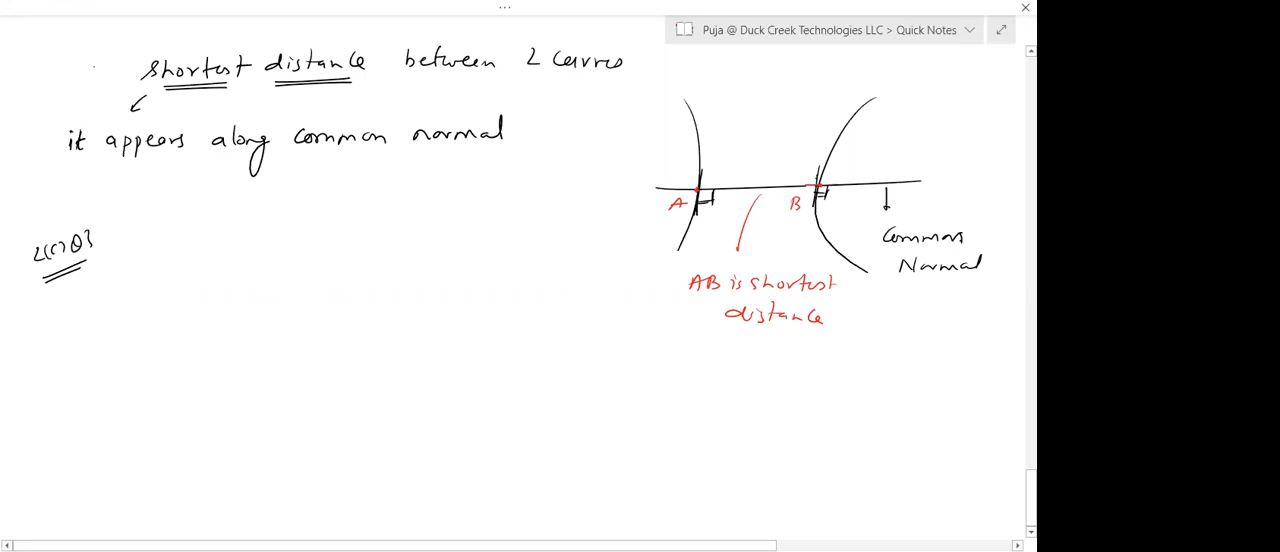 Puja @ Duck Creek Technologies LLC > Quick Notes
shortest distance between 2 curves
it appears along common normal
A
B
Common
Normal
AB is shortest
distance